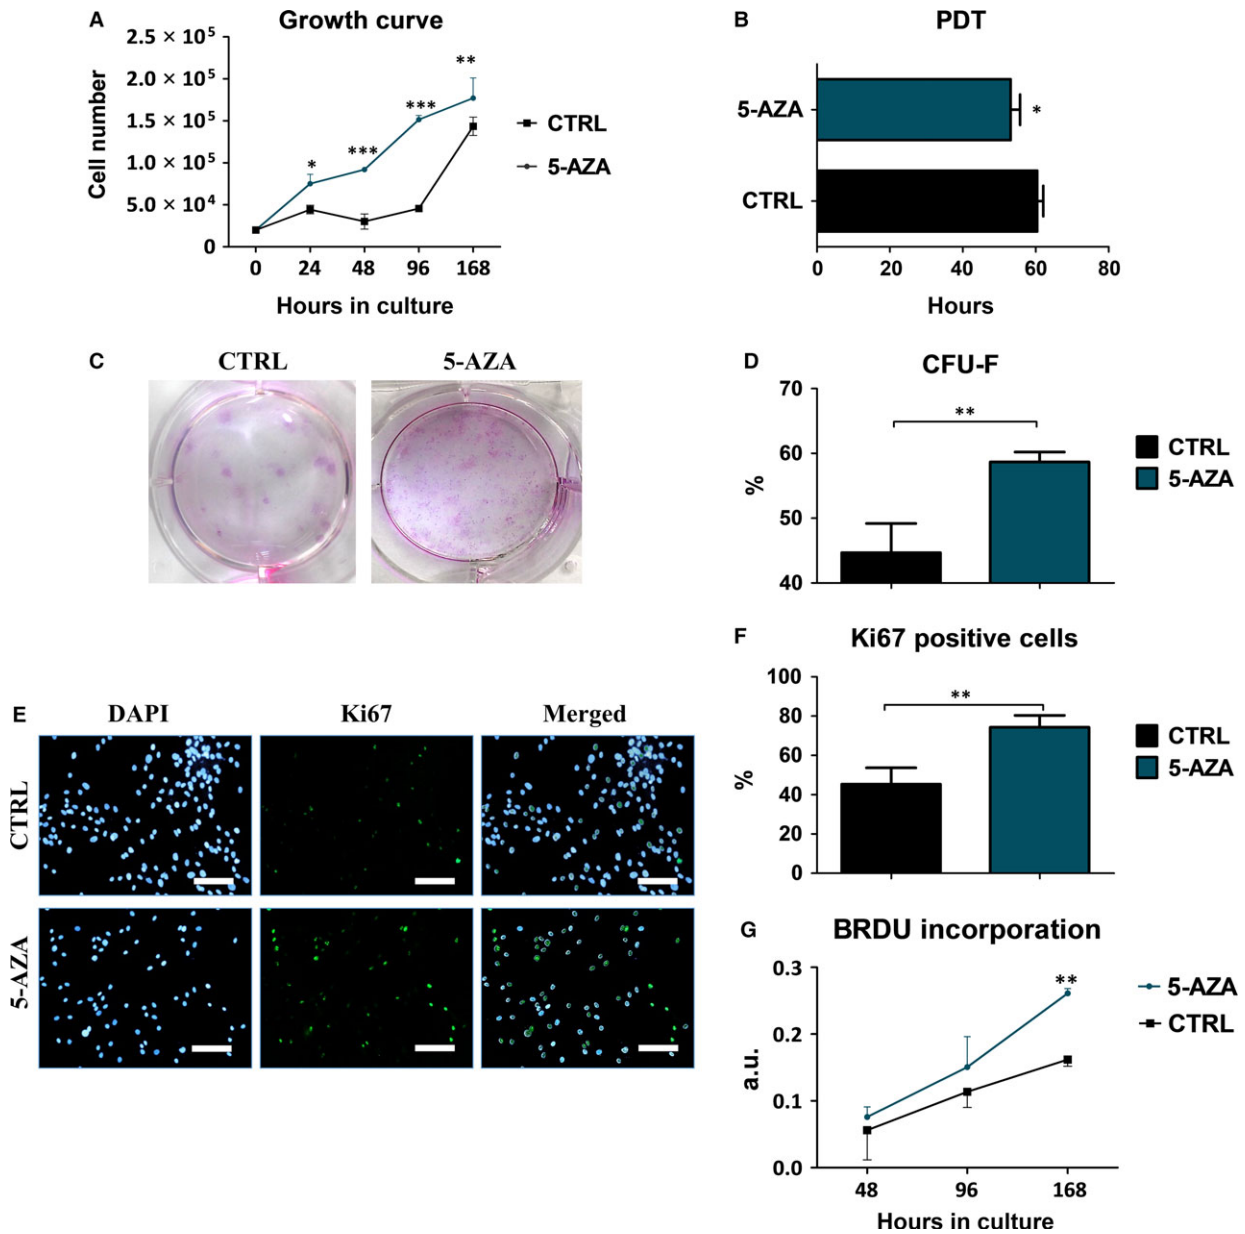 A
Growth curve
2.5 × 10⁵
2.0 × 10⁵
1.5 × 10⁵
1.0 × 10⁵
5.0 × 10⁴
0
Cell number
*
***
***
**
CTRL
5-AZA
0 24 48 96 168
Hours in culture
B
PDT
5-AZA
*
CTRL
0 20 40 60 80
Hours
C
CTRL
5-AZA
D
CFU-F
70
60
50
40
%
**
CTRL
5-AZA
E
DAPI
Ki67
Merged
CTRL
5-AZA
F
Ki67 positive cells
100
80
60
40
20
0
%
**
CTRL
5-AZA
G
BRDU incorporation
0.3
0.2
0.1
0.0
a.u.
**
5-AZA
CTRL
48 96 168
Hours in culture